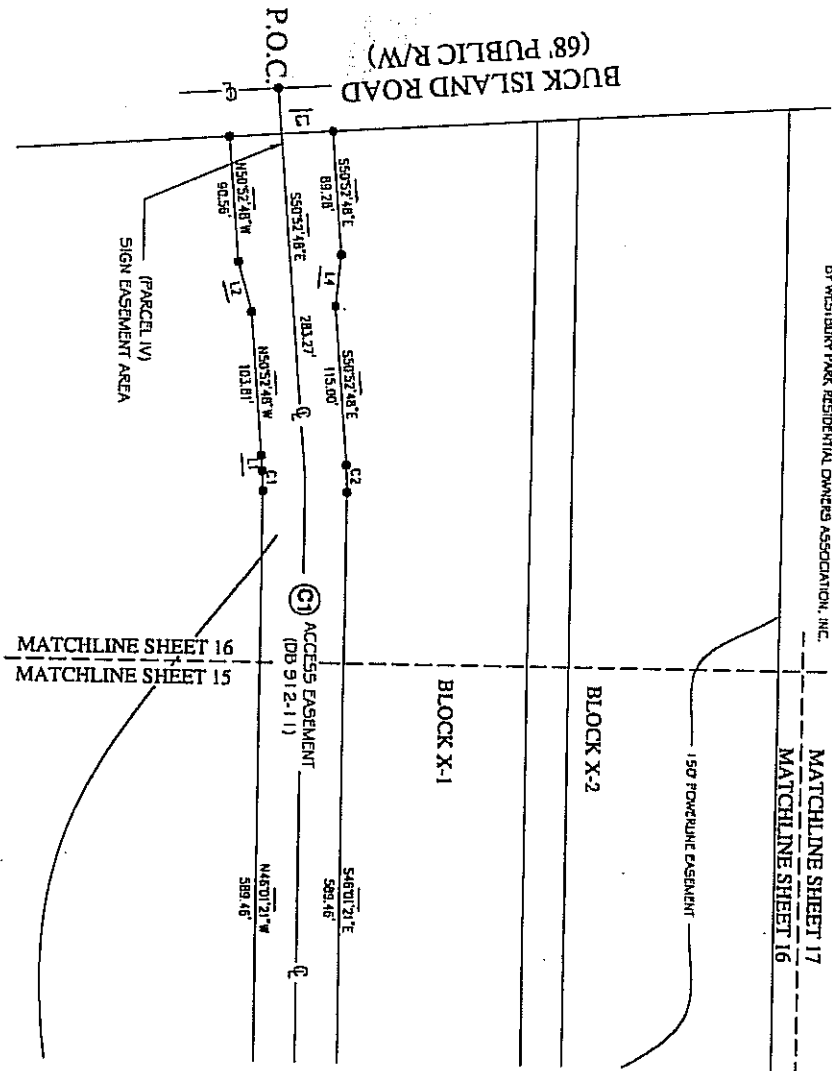 BY WESTBURY PARK RESIDENTIAL OWNERS ASSOCIATION, INC.
MATCHLINE SHEET 17
MATCHLINE SHEET 16
150' POWERLINE EASEMENT
BLOCK X-2
BLOCK X-1
BUCK ISLAND ROAD
(68' PUBLIC R/W)
P.O.C.
S50°52'48"E
89.28'
L4
S50°52'48"E
115.00'
C2
S46°01'21"E
589.46'
L3
S50°52'48"E
283.27'
℄
℄
℄
C1 ACCESS EASEMENT
(DB 912-11)
N50°52'48"W
90.56'
L2
N50°52'48"W
103.81'
L1
C1
N46°01'21"W
589.46'
(PARCEL IV)
SIGN EASEMENT AREA
MATCHLINE SHEET 16
MATCHLINE SHEET 15